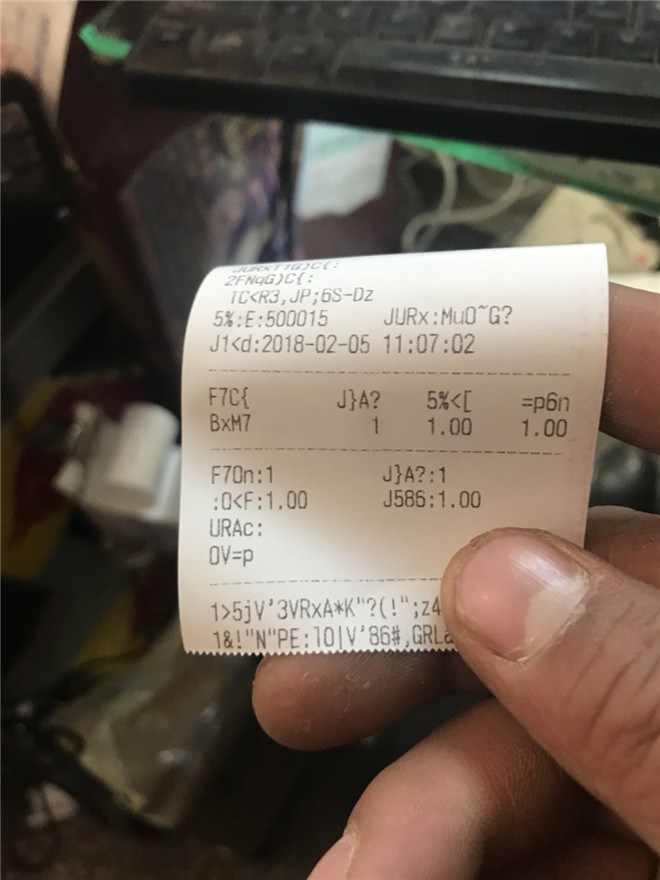 JURxT1G)C{:
2FNqG)C{:
TC<R3,JP;6S-Dz
5%:E:500015 JURx:MuO~G?
J1<d:2018-02-05 11:07:02
F7C{ J}A? 5%<[ =p6n
BxM7 1 1.00 1.00
F70n:1 J}A?:1
:0<F:1.00 J586:1.00
URAc:
0V=p
1>5jV'3VRxA*K"?(!";z4
1&!"N"PE:10|V'86#,GRLa